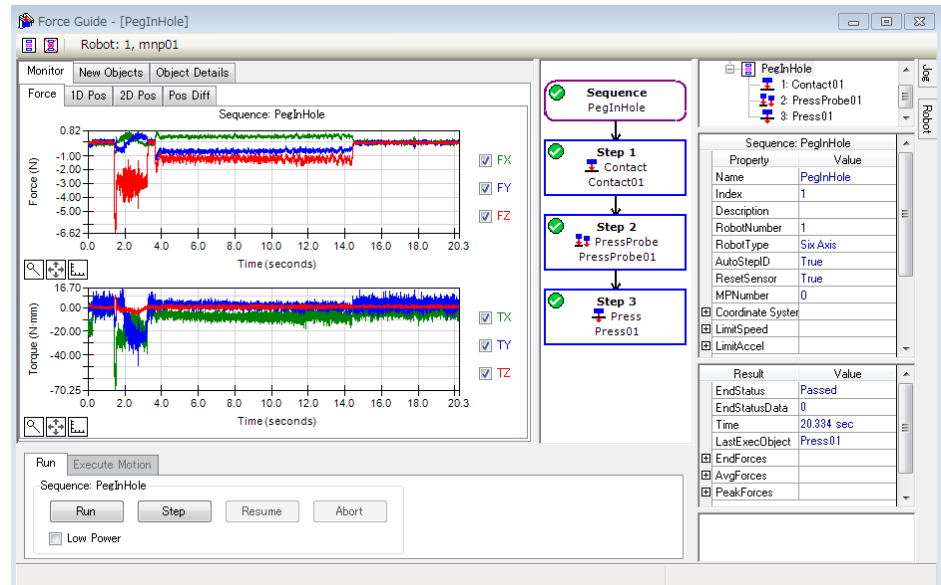 Force Guide - [PegInHole]
Robot: 1, mnp01
Monitor New Objects Object Details
Force 1D Pos 2D Pos Pos Diff
Sequence: PegInHole
Force (N)
0.82
-1.00
-2.00
-3.00
-4.00
-5.00
-6.62
0.0 2.0 4.0 6.0 8.0 10.0 12.0 14.0 16.0 18.0 20.3
Time (seconds)
FX
FY
FZ
Torque (N·mm)
16.70
0.00
-20.00
-40.00
-70.25
0.0 2.0 4.0 6.0 8.0 10.0 12.0 14.0 16.0 18.0 20.3
Time (seconds)
TX
TY
TZ
Sequence
PegInHole
Step 1
Contact
Contact01
Step 2
PressProbe
PressProbe01
Step 3
Press
Press01
PegInHole
1: Contact01
2: PressProbe01
3: Press01
Jog
Robot
Sequence: PegInHole
Property Value
Name PegInHole
Index 1
Description
RobotNumber 1
RobotType Six Axis
AutoStepID True
ResetSensor True
MPNumber 0
Coordinate System
LimitSpeed
LimitAccel
Result Value
EndStatus Passed
EndStatusData 0
Time 20.334 sec
LastExecObject Press01
EndForces
AvgForces
PeakForces
Run Execute Motion
Sequence: PegInHole
Run Step Resume Abort
Low Power